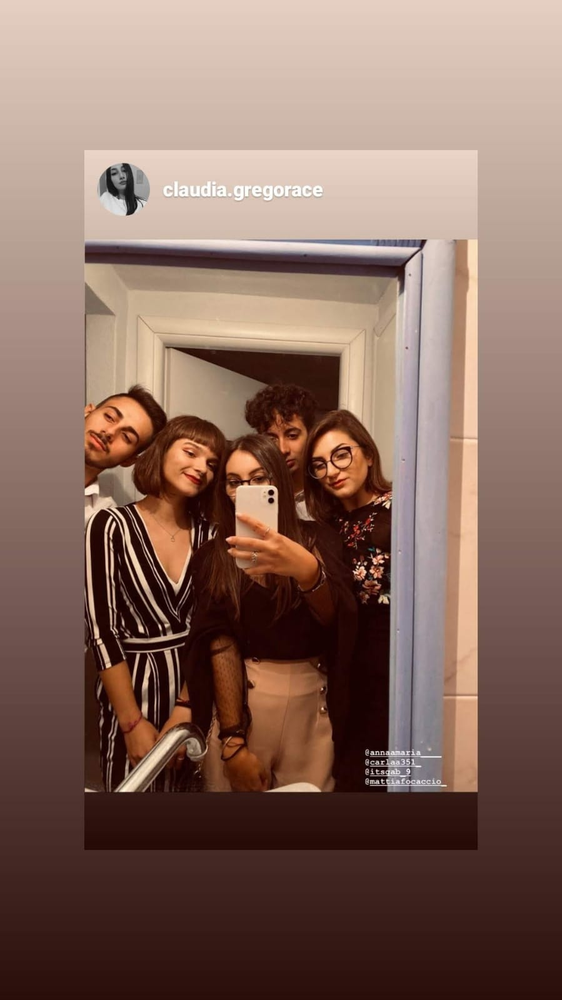 claudia.gregorace
@annaamaria____
@carlaa351_
@itsgab_9
@mattiafocaccio_